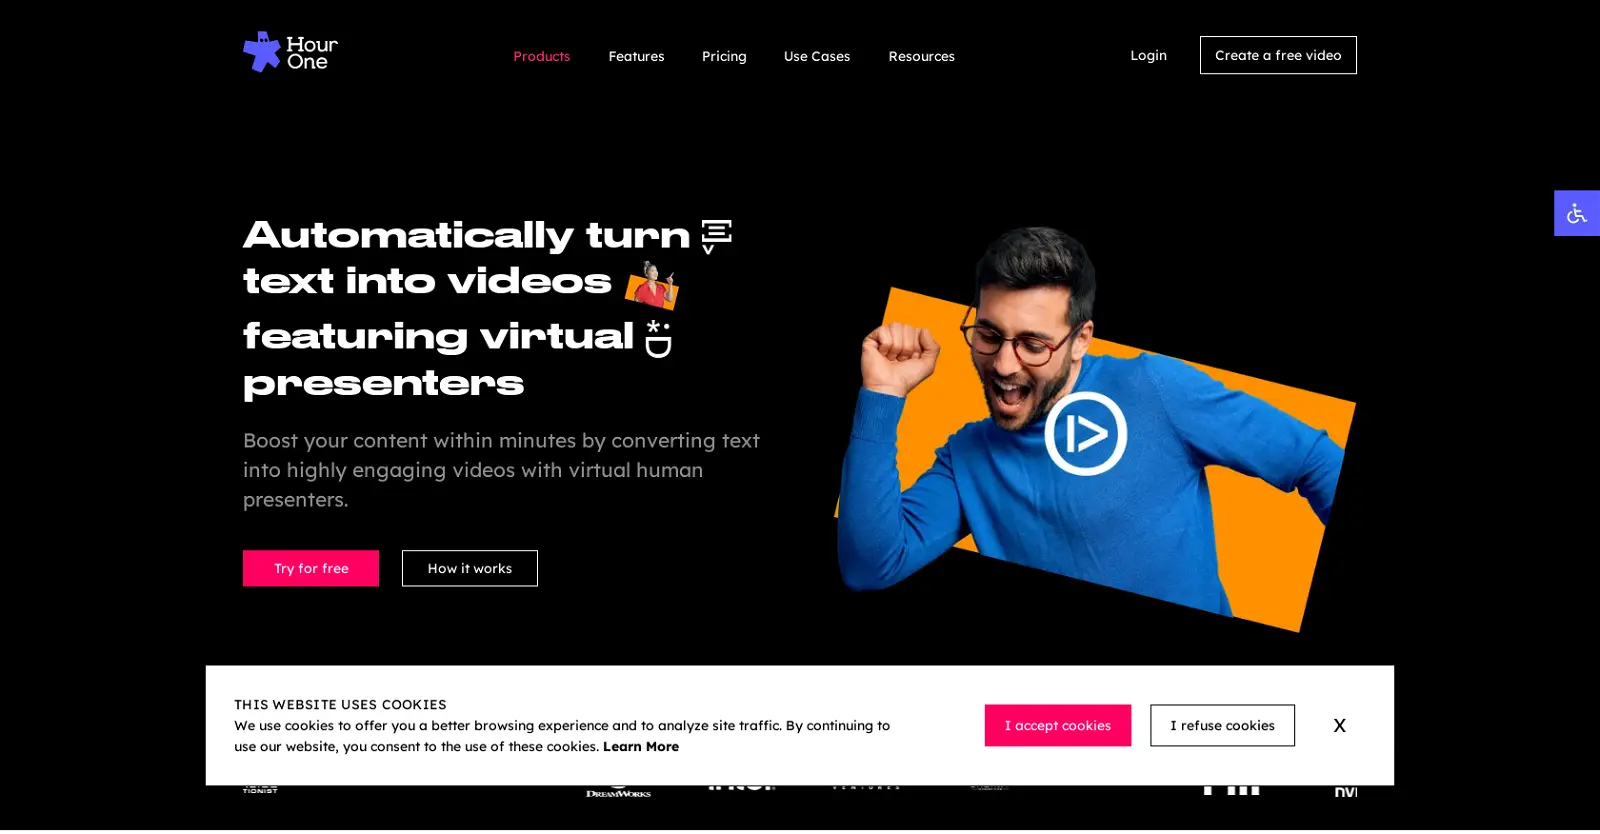 Hour
One
Products
Features
Pricing
Use Cases
Resources
Login
Create a free video
Automatically turn
text into videos
featuring virtual
presenters
Boost your content within minutes by converting text
into highly engaging videos with virtual human
presenters.
Try for free
How it works
THIS WEBSITE USES COOKIES
We use cookies to offer you a better browsing experience and to analyze site traffic. By continuing to
use our website, you consent to the use of these cookies. Learn More
I accept cookies
I refuse cookies
X
TIONIST
DREAMWORKS
VENTURES